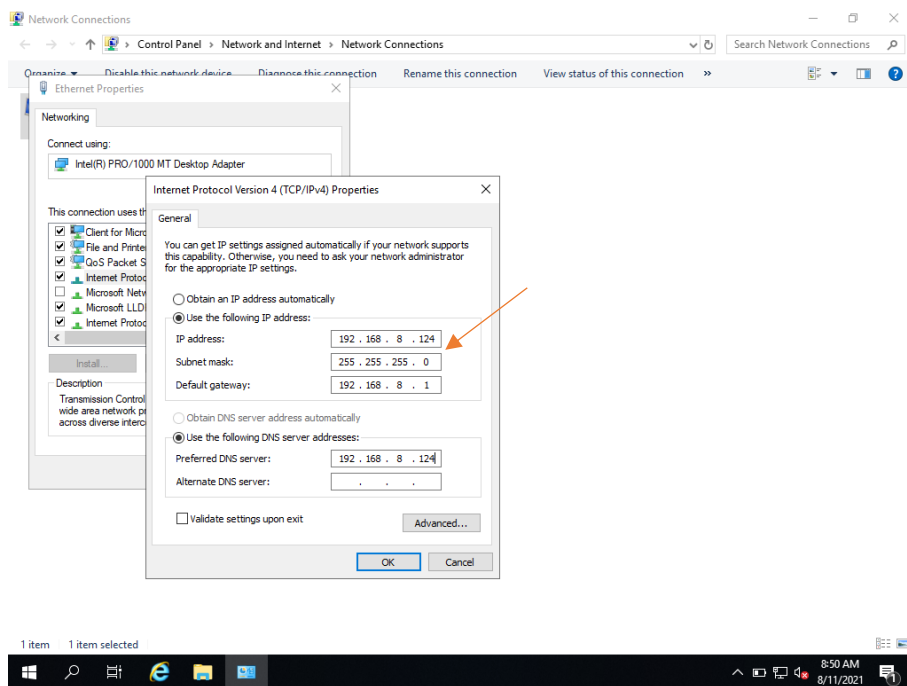 Network Connections
Control Panel > Network and Internet > Network Connections
Search Network Connections
Organize Disable this network device Diagnose this connection Rename this connection View status of this connection »
Ethernet Properties
Networking
Connect using:
Intel(R) PRO/1000 MT Desktop Adapter
This connection uses th
Client for Micro
File and Printe
QoS Packet S
Internet Protoc
Microsoft Netw
Microsoft LLD
Internet Protoc
Install...
Description
Transmission Control
wide area network pr
across diverse interc
Internet Protocol Version 4 (TCP/IPv4) Properties
General
You can get IP settings assigned automatically if your network supports
this capability. Otherwise, you need to ask your network administrator
for the appropriate IP settings.
Obtain an IP address automatically
Use the following IP address:
IP address: 192 . 168 . 8 . 124
Subnet mask: 255 . 255 . 255 . 0
Default gateway: 192 . 168 . 8 . 1
Obtain DNS server address automatically
Use the following DNS server addresses:
Preferred DNS server: 192 . 168 . 8 . 124
Alternate DNS server: . . .
Validate settings upon exit
Advanced...
OK Cancel
1 item 1 item selected
8:50 AM
8/11/2021
1